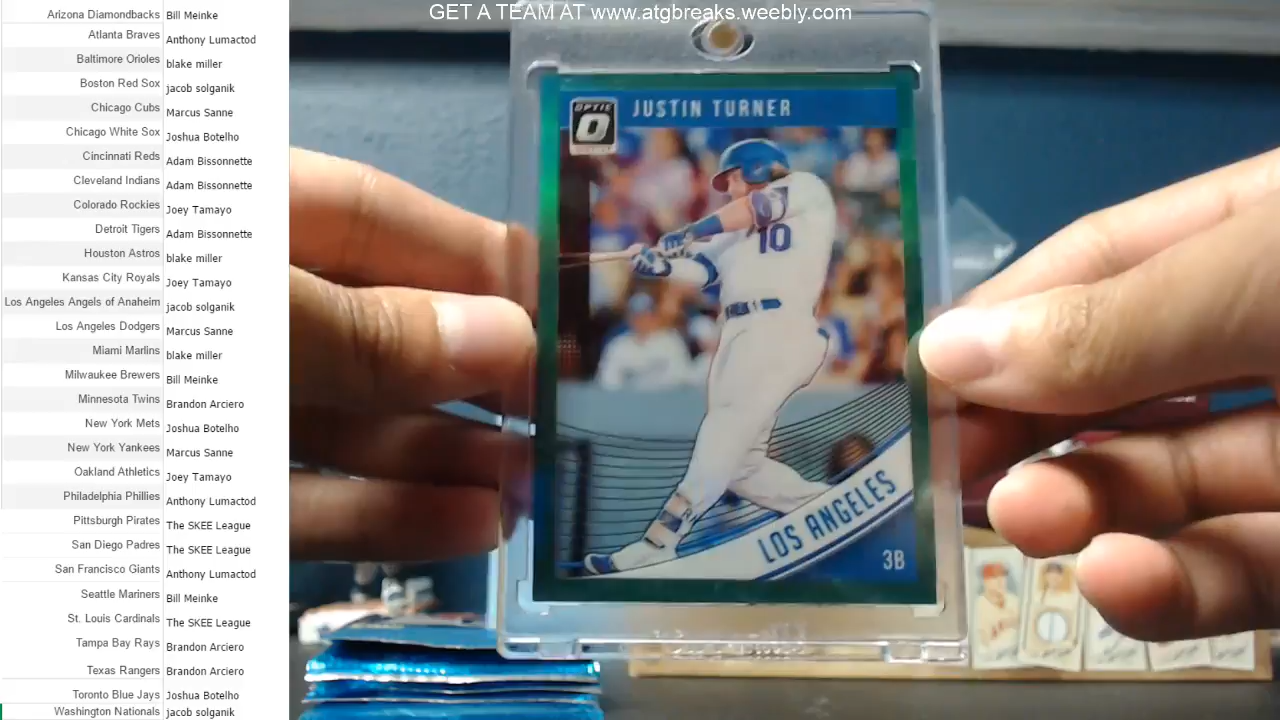 GET A TEAM AT www.atgbreaks.weebly.com
Arizona Diamondbacks Bill Meinke
Atlanta Braves Anthony Lumactod
Baltimore Orioles blake miller
Boston Red Sox jacob solganik
Chicago Cubs Marcus Sanne
Chicago White Sox Joshua Botelho
Cincinnati Reds Adam Bissonnette
Cleveland Indians Adam Bissonnette
Colorado Rockies Joey Tamayo
Detroit Tigers Adam Bissonnette
Houston Astros blake miller
Kansas City Royals Joey Tamayo
Los Angeles Angels of Anaheim jacob solganik
Los Angeles Dodgers Marcus Sanne
Miami Marlins blake miller
Milwaukee Brewers Bill Meinke
Minnesota Twins Brandon Arciero
New York Mets Joshua Botelho
New York Yankees Marcus Sanne
Oakland Athletics Joey Tamayo
Philadelphia Phillies Anthony Lumactod
Pittsburgh Pirates The SKEE League
San Diego Padres The SKEE League
San Francisco Giants Anthony Lumactod
Seattle Mariners Bill Meinke
St. Louis Cardinals The SKEE League
Tampa Bay Rays Brandon Arciero
Texas Rangers Brandon Arciero
Toronto Blue Jays Joshua Botelho
Washington Nationals jacob solganik
OPTIC
O
JUSTIN TURNER
10
LOS ANGELES
3B